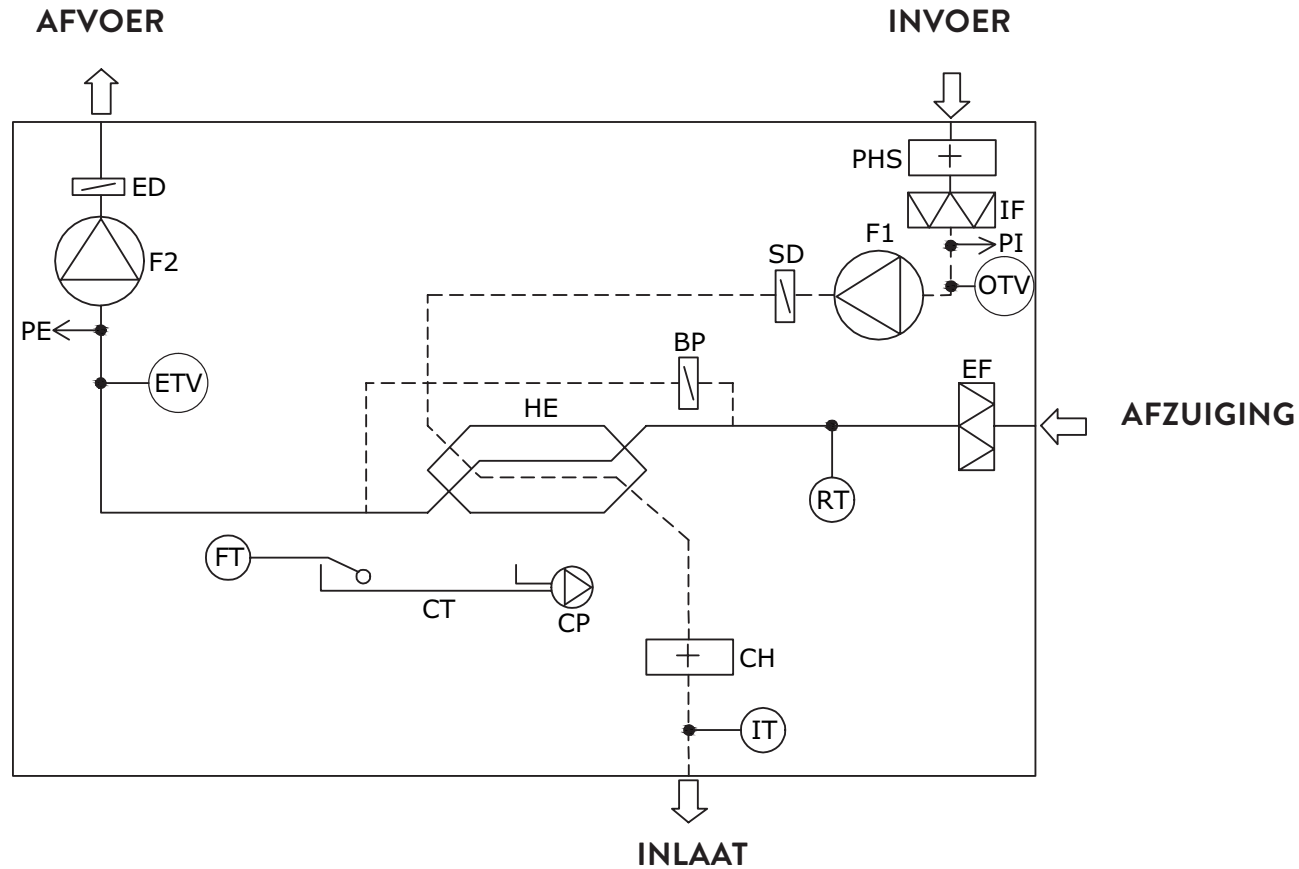 AFVOER
INVOER
PHS
ED
IF
F1
PI
F2
SD
OTV
PE
BP
EF
ETV
HE
AFZUIGING
RT
FT
CT
CP
CH
IT
INLAAT